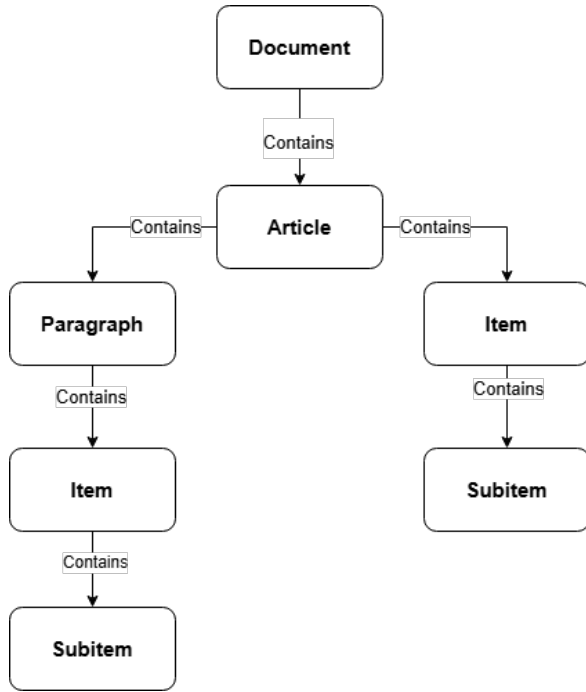 Document
Contains
Article
Contains
Contains
Paragraph
Item
Contains
Contains
Item
Subitem
Contains
Subitem